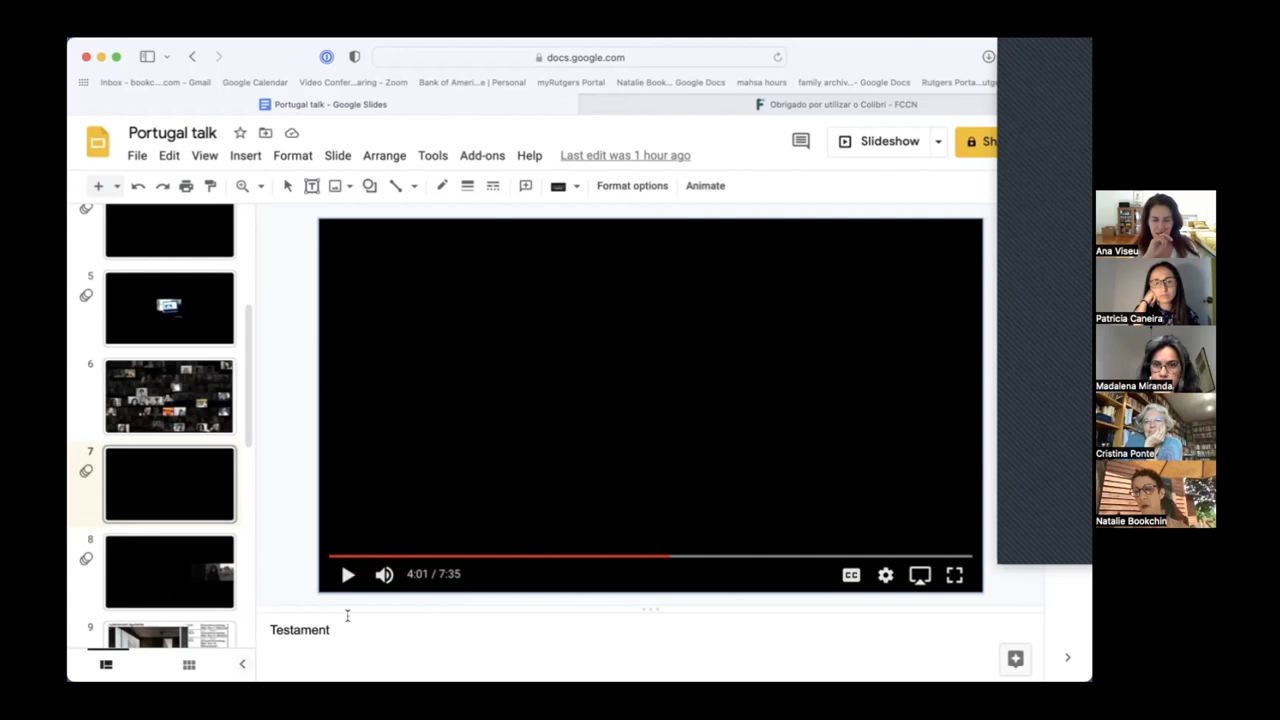 docs.google.com
Inbox - bookc....com - Gmail Google Calendar Video Confer...aring - Zoom Bank of Ameri...e | Personal myRutgers Portal Natalie Book... Google Docs mahsa hours family archiv...- Google Docs Rutgers Porta...utge
Portugal talk - Google Slides
Obrigado por utilizar o Colibri - FCCN
Portugal talk
Slideshow
Sh
File Edit View Insert Format Slide Arrange Tools Add-ons Help Last edit was 1 hour ago
Format options Animate
5
6
7
8
9
4:01 / 7:35
CC
Testament
Ana Viseu
Patricia Caneira
Madalena Miranda
Cristina Ponte
Natalie Bookchin